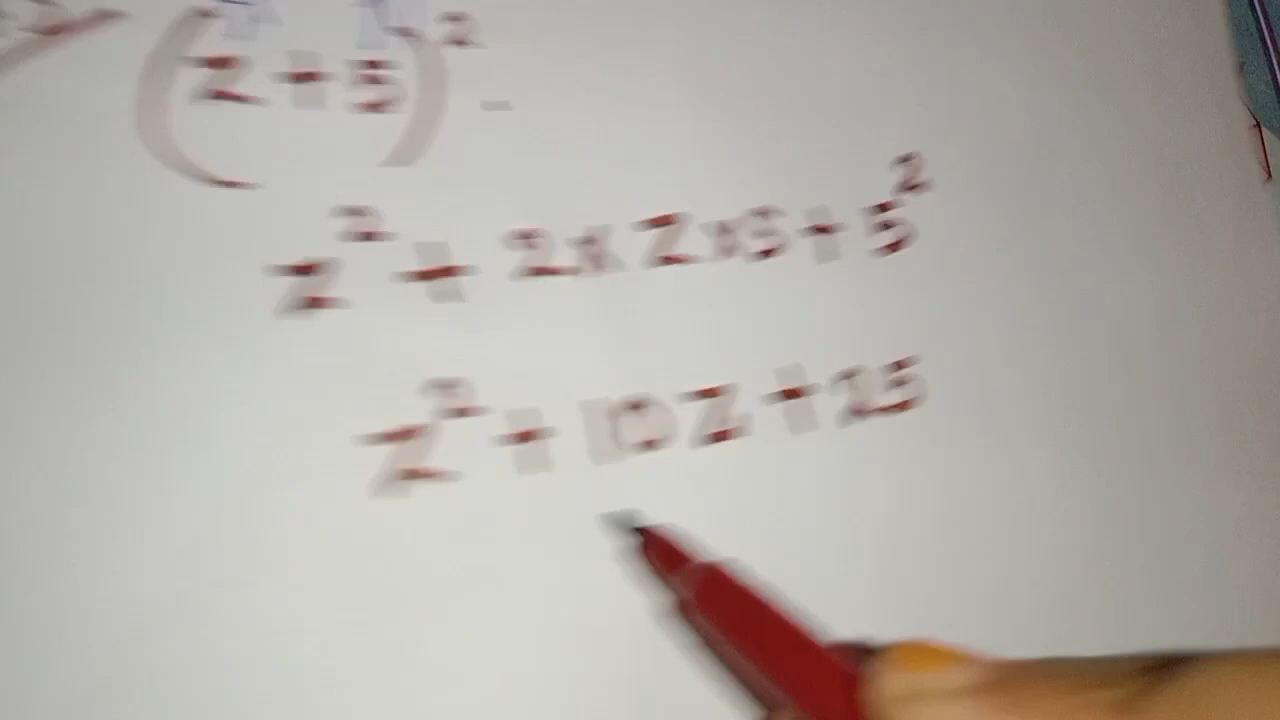 (z+5)²
z² + 2×z×5+5²
z²+10z+25